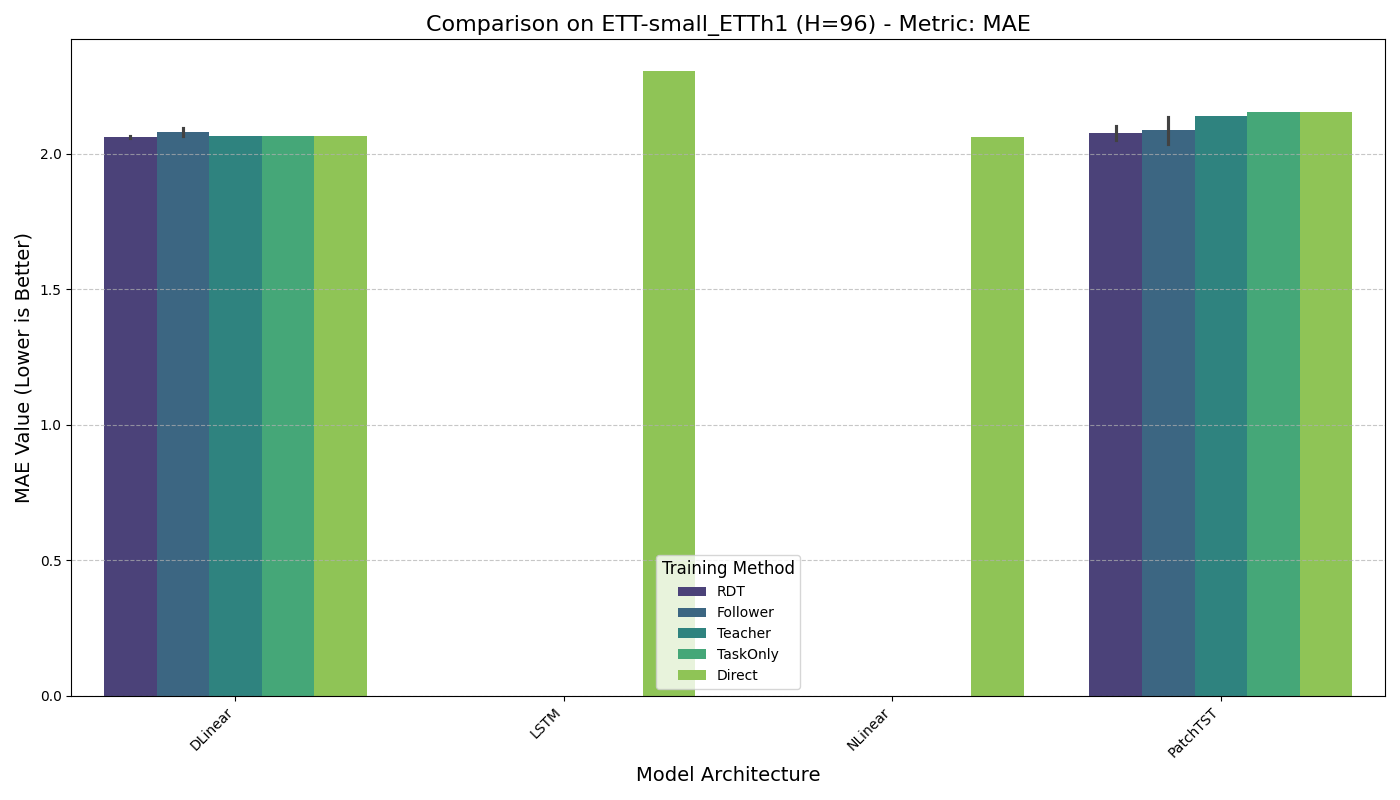 Comparison on ETT-small_ETTh1 (H=96) - Metric: MAE
MAE Value (Lower is Better)
2.0
1.5
1.0
0.5
0.0
Training Method
RDT
Follower
Teacher
TaskOnly
Direct
DLinear
LSTM
NLinear
PatchTST
Model Architecture